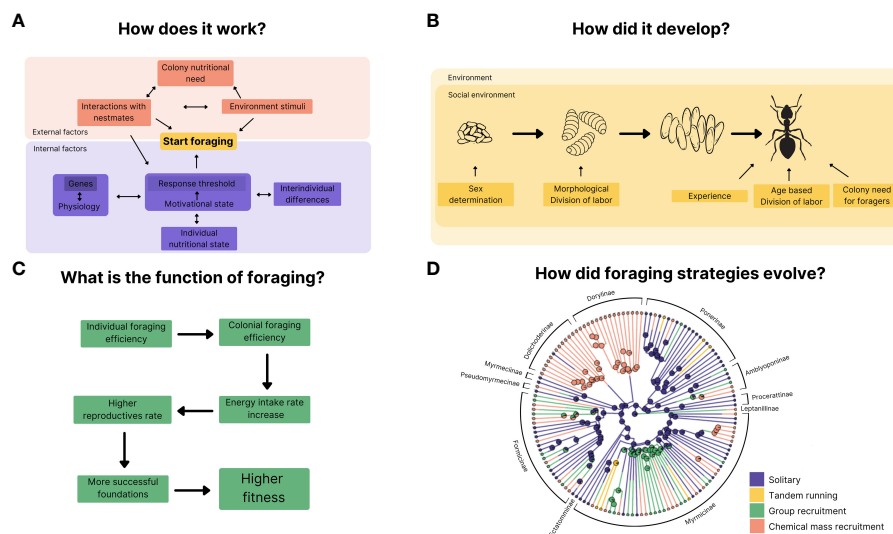 A
How does it work?
Colony nutritional
need
Interactions with
nestmates
Environment stimuli
External factors
Start foraging
Internal factors
Genes
Physiology
Response threshold
Motivational state
Interindividual
differences
Individual
nutritional state
B
How did it develop?
Environment
Social environment
Sex
determination
Morphological
Division of labor
Experience
Age based
Division of labor
Colony need
for foragers
C
What is the function of foraging?
Individual foraging
efficiency
Colonial foraging
efficiency
Higher
reproductives rate
Energy intake rate
increase
More successful
foundations
Higher
fitness
D
How did foraging strategies evolve?
Dorylinae
Ponerinae
Dolichoderinae
Amblyoponinae
Myrmeciinae
Pseudomyrmecinae
Procerattinae
Leptanillinae
Formicinae
Ectatomminae
Myrmicinae
Solitary
Tandem running
Group recruitment
Chemical mass recruitment